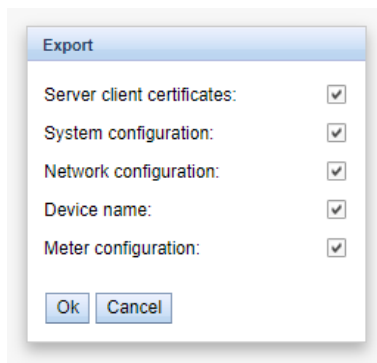 Export
Server client certificates:
System configuration:
Network configuration:
Device name:
Meter configuration:
Ok Cancel